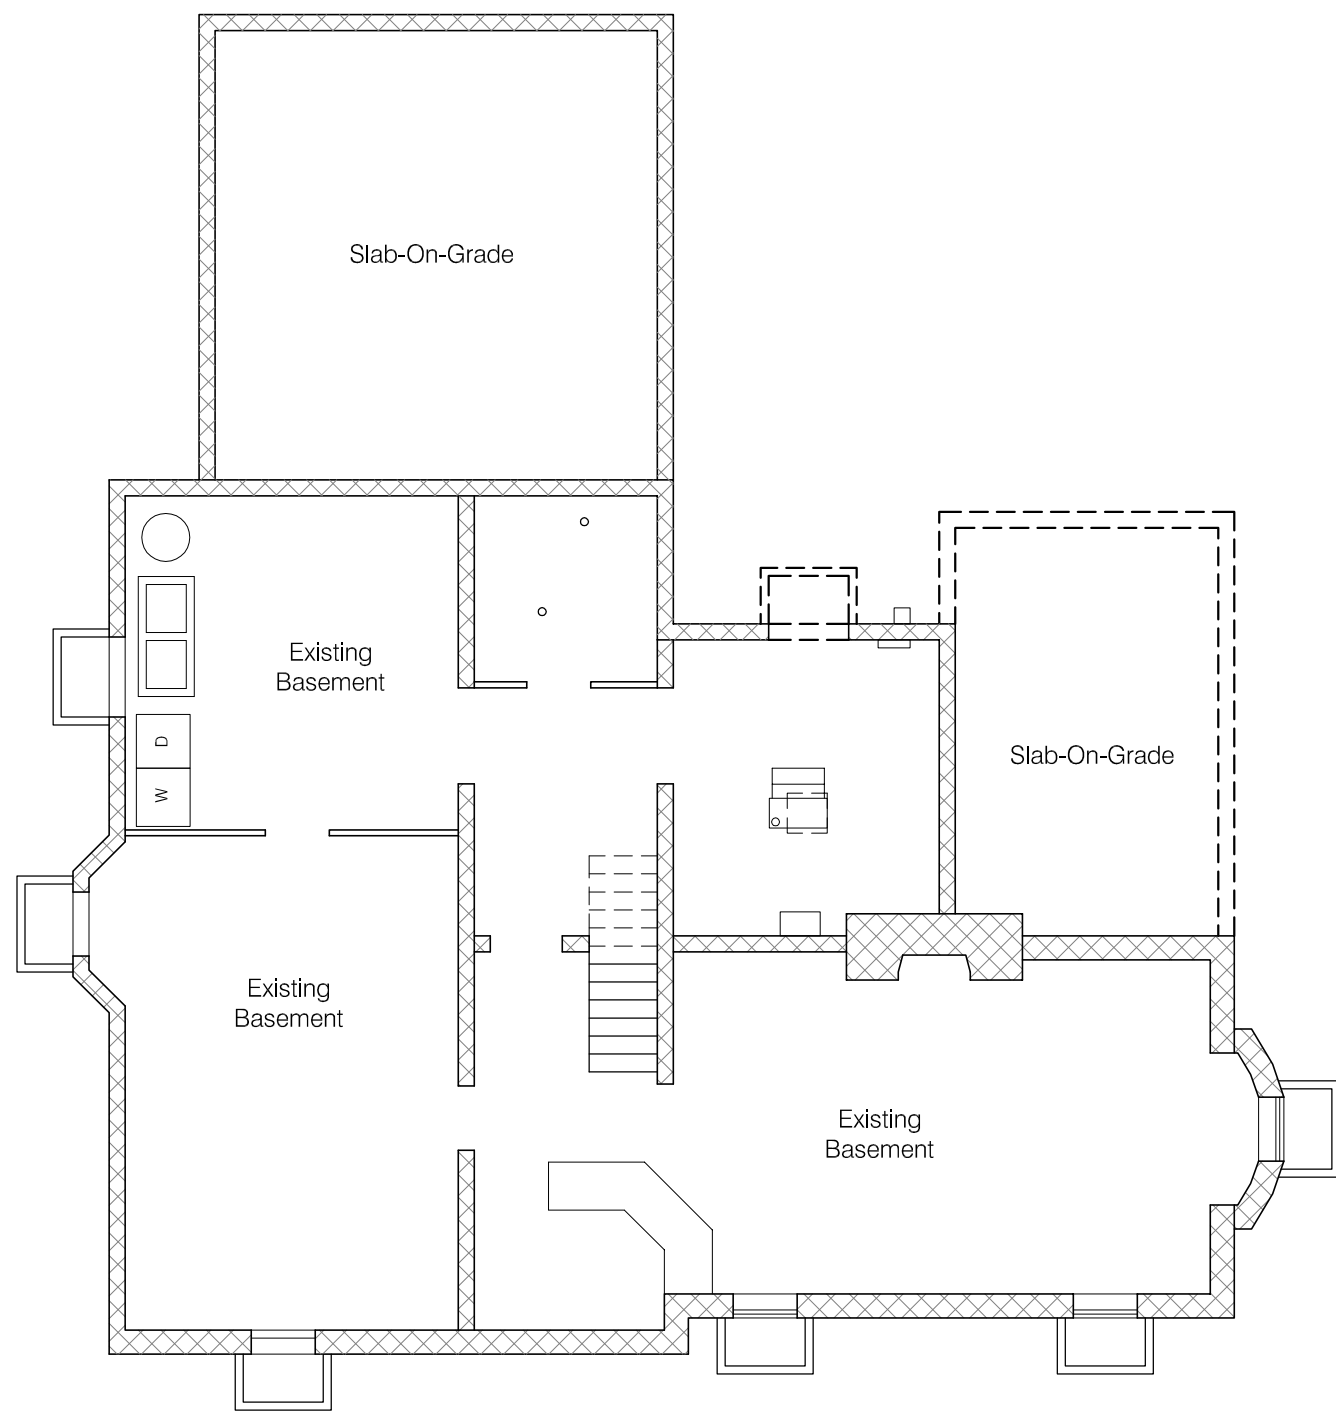 Slab-On-Grade
Existing
Basement
D
W
Slab-On-Grade
Existing
Basement
Existing
Basement